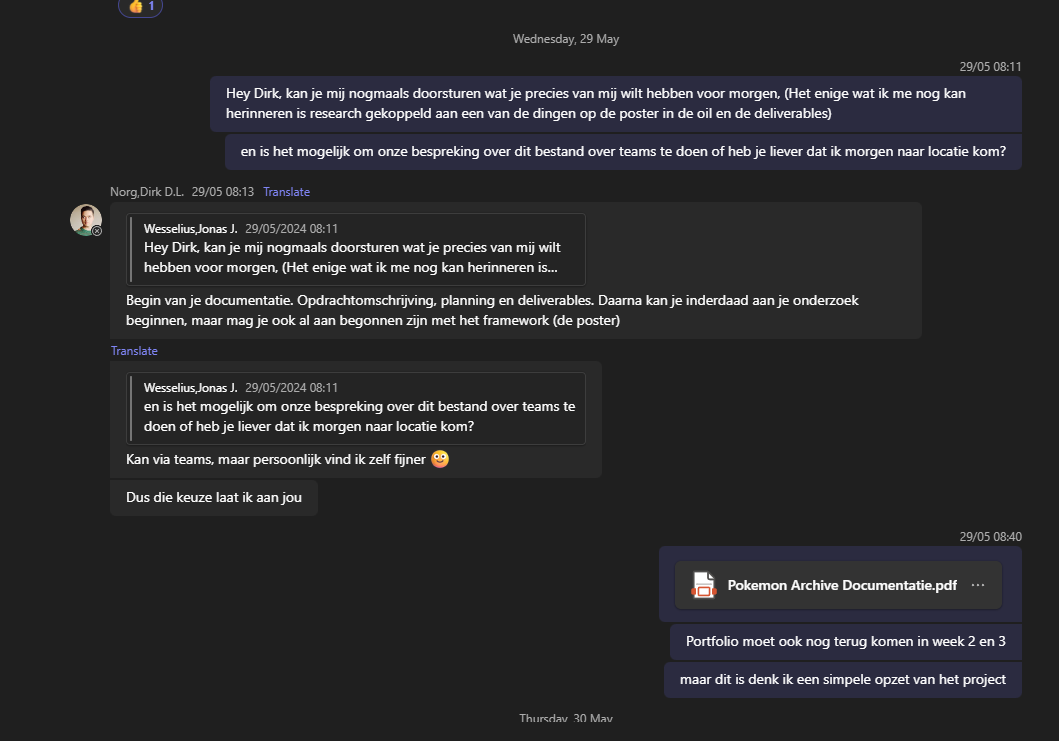 👍 1
Wednesday, 29 May
29/05 08:11
Hey Dirk, kan je mij nogmaals doorsturen wat je precies van mij wilt hebben voor morgen, (Het enige wat ik me nog kan
herinneren is research gekoppeld aan een van de dingen op de poster in de oil en de deliverables)
en is het mogelijk om onze bespreking over dit bestand over teams te doen of heb je liever dat ik morgen naar locatie kom?
Norg,Dirk D.L. 29/05 08:13 Translate
Wesselius,Jonas J. 29/05/2024 08:11
Hey Dirk, kan je mij nogmaals doorsturen wat je precies van mij wilt
hebben voor morgen, (Het enige wat ik me nog kan herinneren is...
Begin van je documentatie. Opdrachtomschrijving, planning en deliverables. Daarna kan je inderdaad aan je onderzoek
beginnen, maar mag je ook al aan begonnen zijn met het framework (de poster)
Translate
Wesselius,Jonas J. 29/05/2024 08:11
en is het mogelijk om onze bespreking over dit bestand over teams te
doen of heb je liever dat ik morgen naar locatie kom?
Kan via teams, maar persoonlijk vind ik zelf fijner 🙂
Dus die keuze laat ik aan jou
29/05 08:40
Pokemon Archive Documentatie.pdf ...
Portfolio moet ook nog terug komen in week 2 en 3
maar dit is denk ik een simpele opzet van het project
Thursday, 30 May